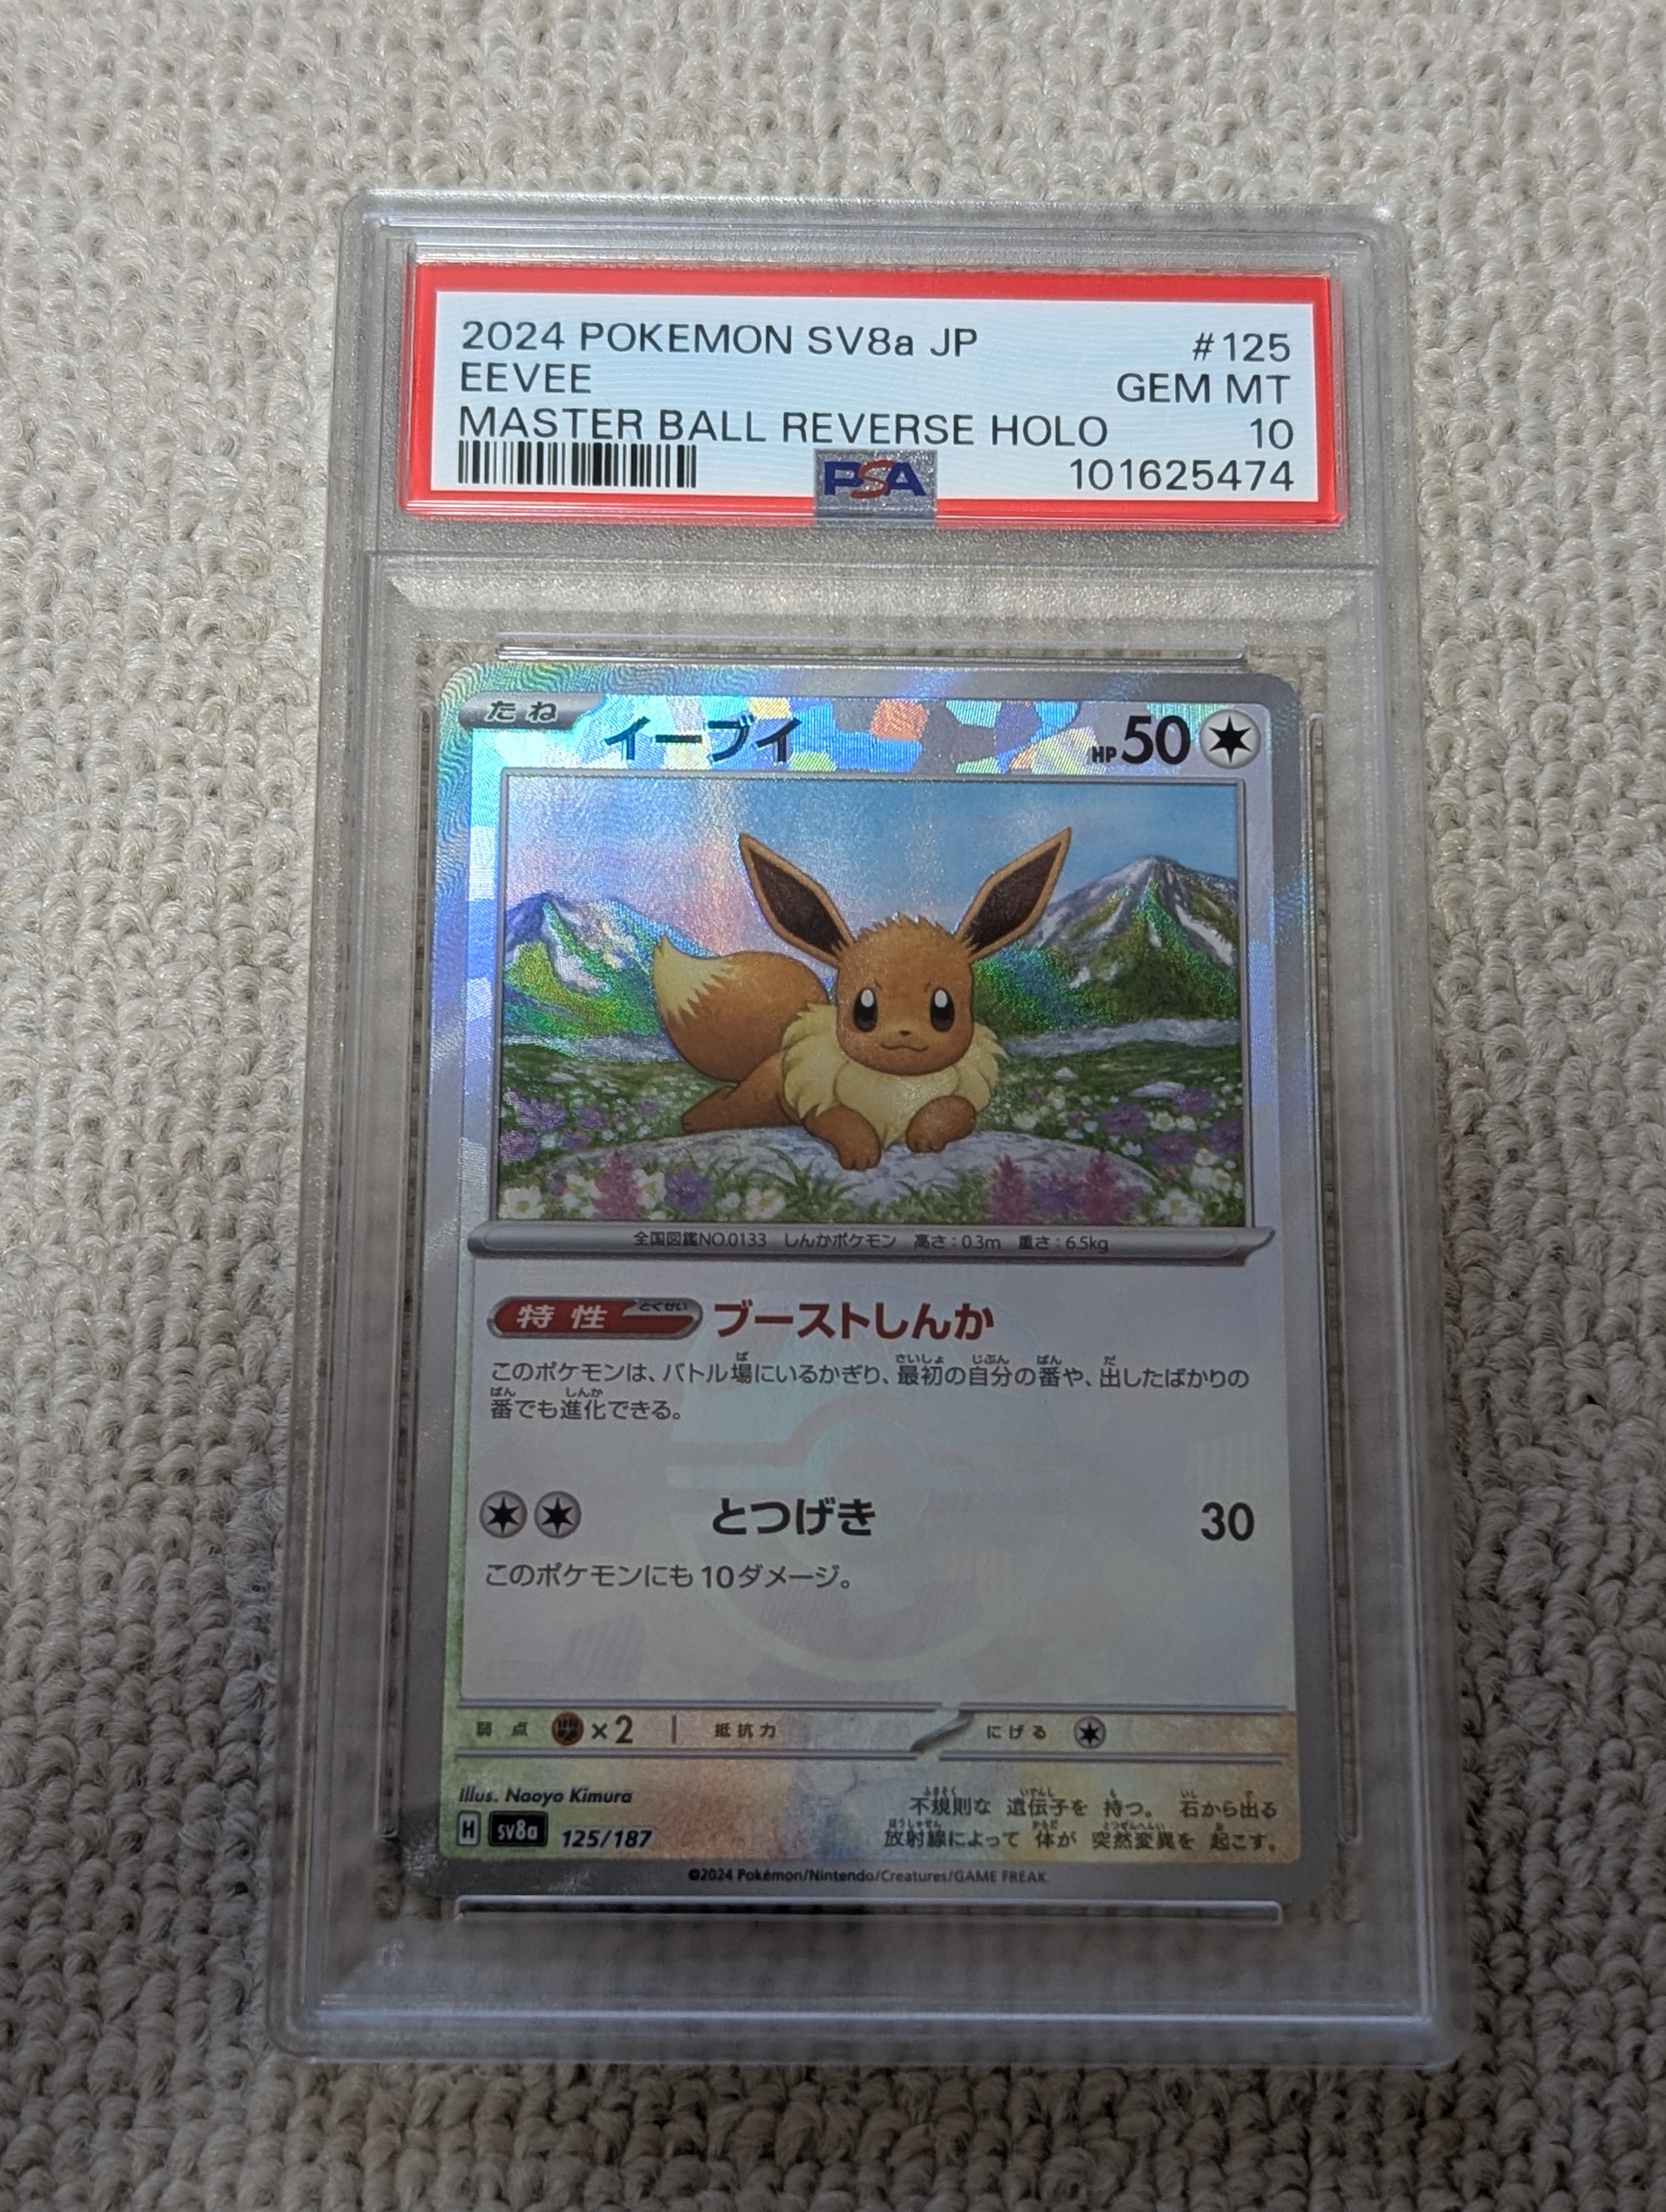 2024 POKEMON SV8a JP #125
EEVEE GEM MT
MASTER BALL REVERSE HOLO 10
PSA 101625474
たね イーブイ HP 50
全国図鑑NO.0133 しんかポケモン 高さ：0.3m 重さ：6.5kg
特性 とくせい ブーストしんか
このポケモンは、バトル場にいるかぎり、最初の自分の番や、出したばかりの
番でも進化できる。
とつげき 30
このポケモンにも10ダメージ。
弱点 ×2 抵抗力 にげる
Illus. Naoyo Kimura
不規則な 遺伝子を 持つ。 石から出る
放射線によって 体が 突然変異を 起こす。
H sv8a 125/187
©2024 Pokémon/Nintendo/Creatures/GAME FREAK